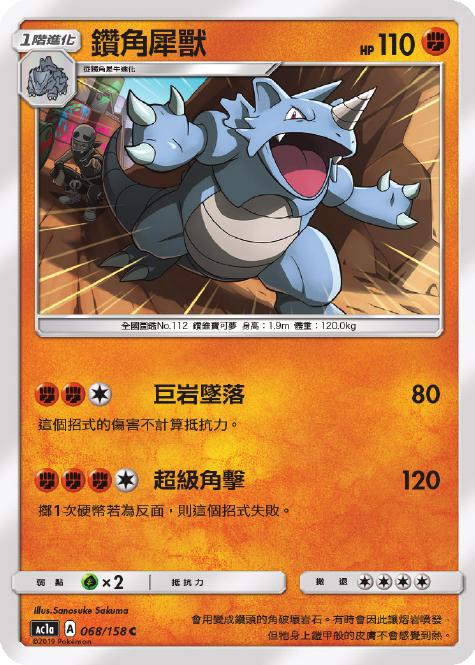 1階進化 鑽角犀獸 HP 110
從獨角犀牛進化
全國圖鑑No.112 鑽錐寶可夢 身高：1.9m 體重：120.0kg
巨岩墜落 80
這個招式的傷害不計算抵抗力。
超級角擊 120
擲1次硬幣若為反面，則這個招式失敗。
弱點 ×2 抵抗力 撤退
illus.Sanosuke Sakuma
AC1a A 068/158 C
©2019 Pokémon
會用變成鑽頭的角破壞岩石。有時會因此讓熔岩噴發，
但牠身上鎧甲般的皮膚不會感覺到熱。